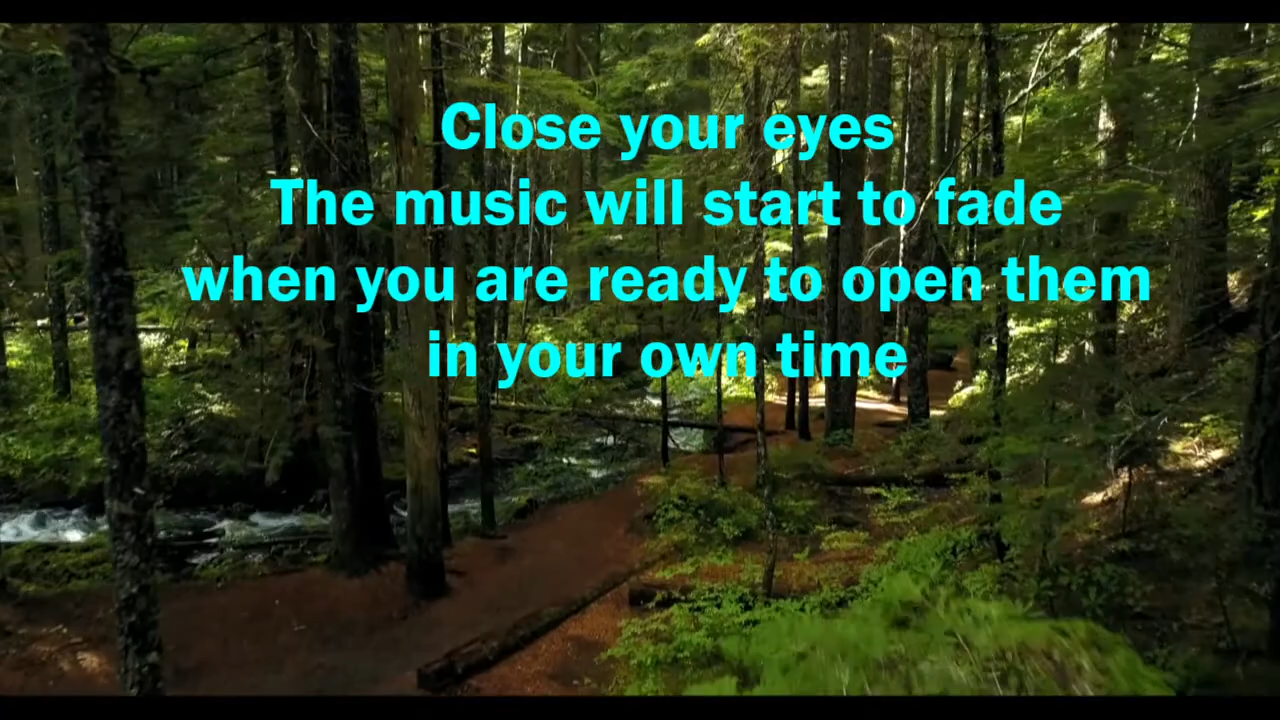 Close your eyes
The music will start to fade
when you are ready to open them
in your own time